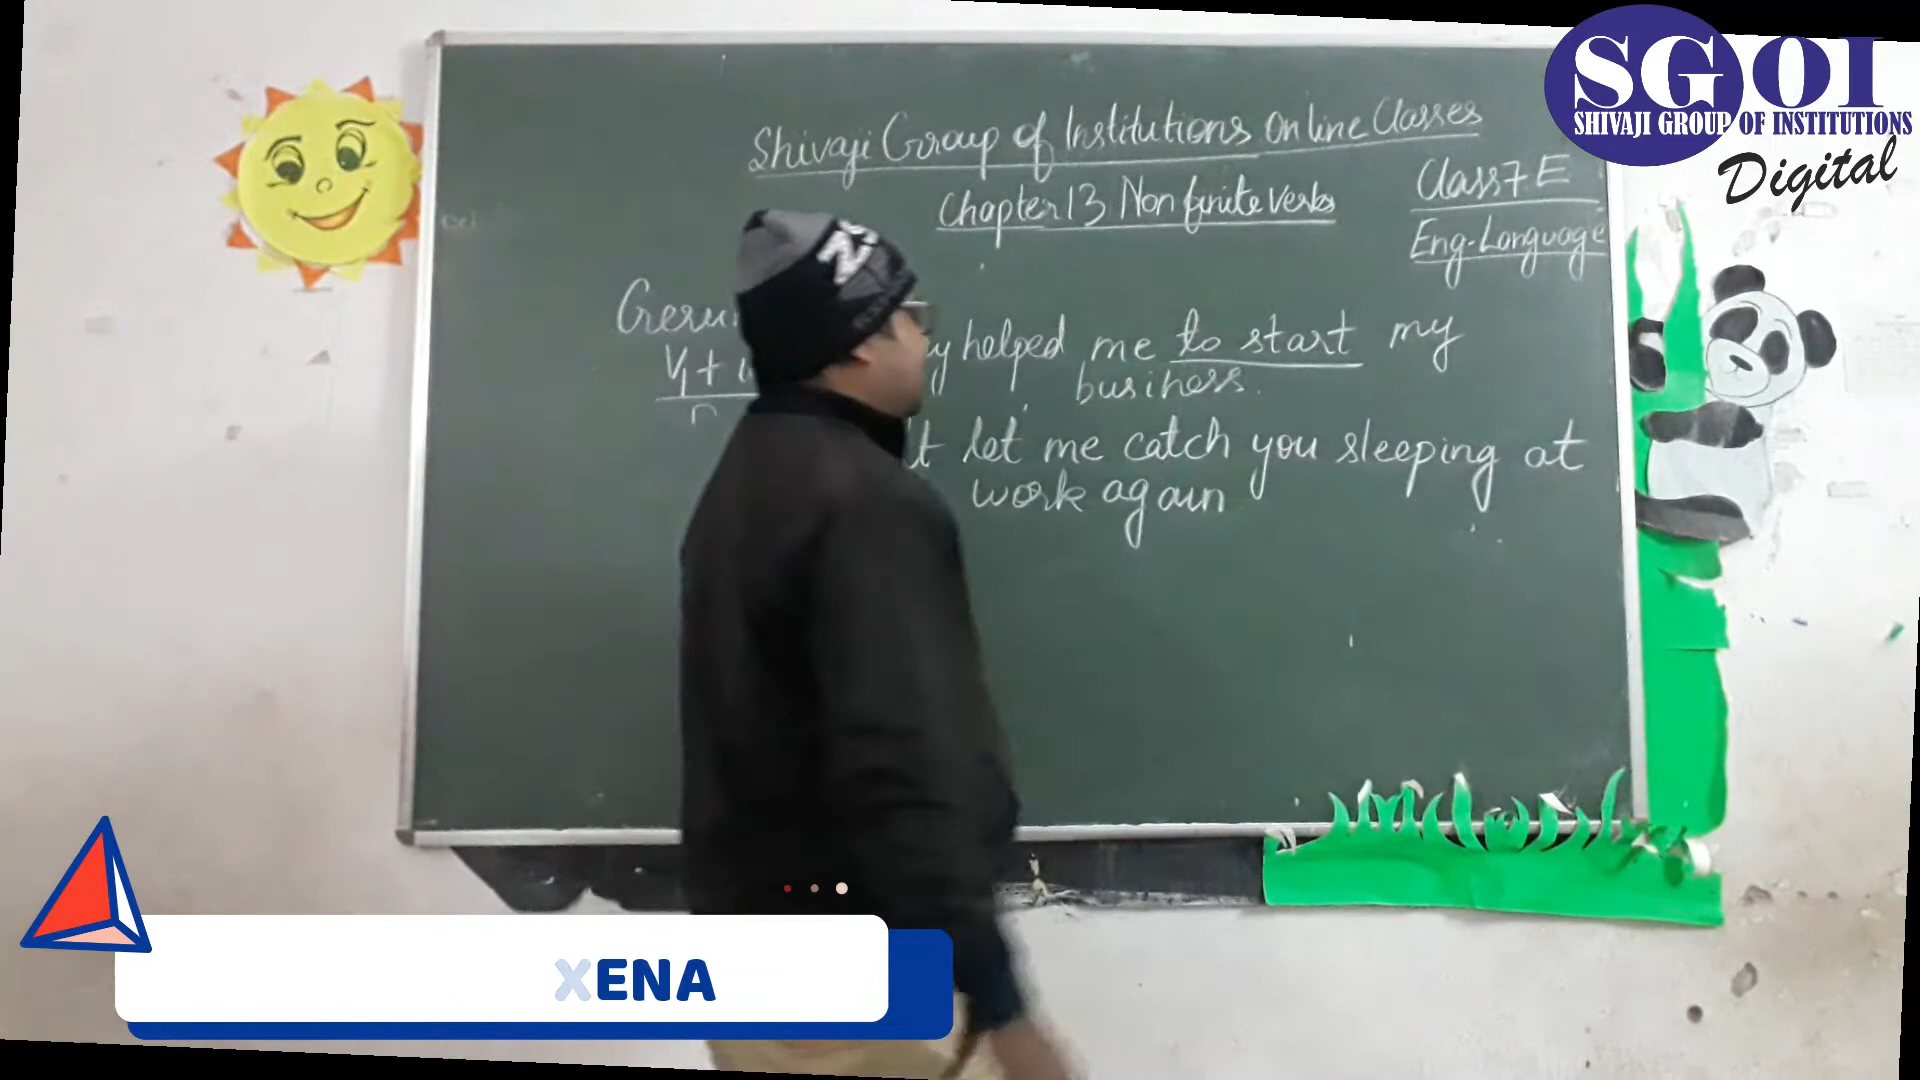 SGOI
SHIVAJI GROUP OF INSTITUTIONS
Digital
Shivaji Group of Institutions Online Classes
Chapter 13 Non finite Verbs
Class 7 E
Eng-Language
helped me to start my
business.
let me catch you sleeping at
work again
V1 +
XENA